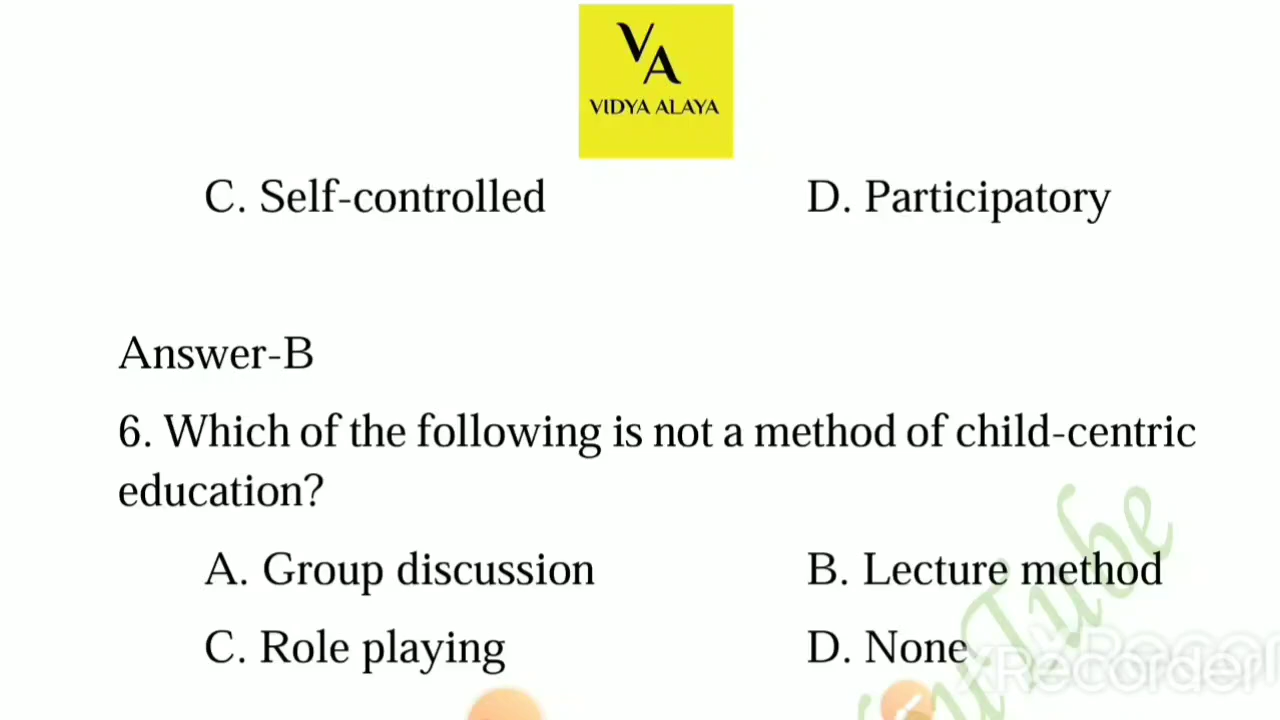 VA
VIDYA ALAYA
C. Self-controlled D. Participatory
Answer-B
6. Which of the following is not a method of child-centric
education?
A. Group discussion B. Lecture method
C. Role playing D. None
XRecorder